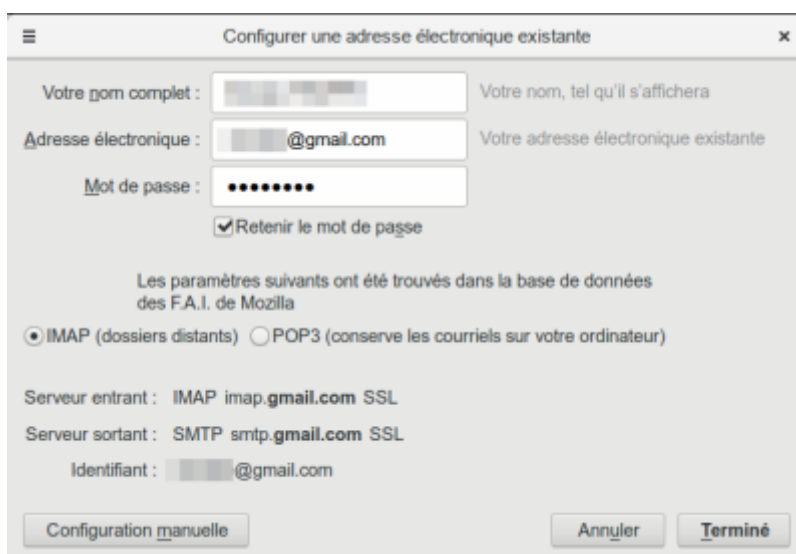 Configurer une adresse électronique existante
Votre nom complet : Votre nom, tel qu'il s'affichera
Adresse électronique : @gmail.com Votre adresse électronique existante
Mot de passe : ••••••••
Retenir le mot de passe
Les paramètres suivants ont été trouvés dans la base de données
des F.A.I. de Mozilla
IMAP (dossiers distants) POP3 (conserve les courriels sur votre ordinateur)
Serveur entrant : IMAP imap.gmail.com SSL
Serveur sortant : SMTP smtp.gmail.com SSL
Identifiant : @gmail.com
Configuration manuelle Annuler Terminé